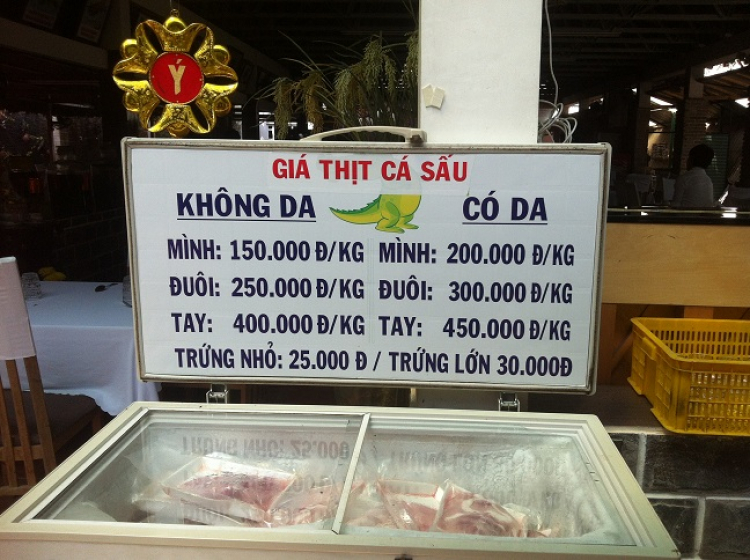 Ý
GIÁ THỊT CÁ SẤU
KHÔNG DA CÓ DA
MÌNH: 150.000 Đ/KG MÌNH: 200.000 Đ/KG
ĐUÔI: 250.000 Đ/KG ĐUÔI: 300.000 Đ/KG
TAY: 400.000 Đ/KG TAY: 450.000 Đ/KG
TRỨNG NHỎ: 25.000 Đ / TRỨNG LỚN 30.000Đ